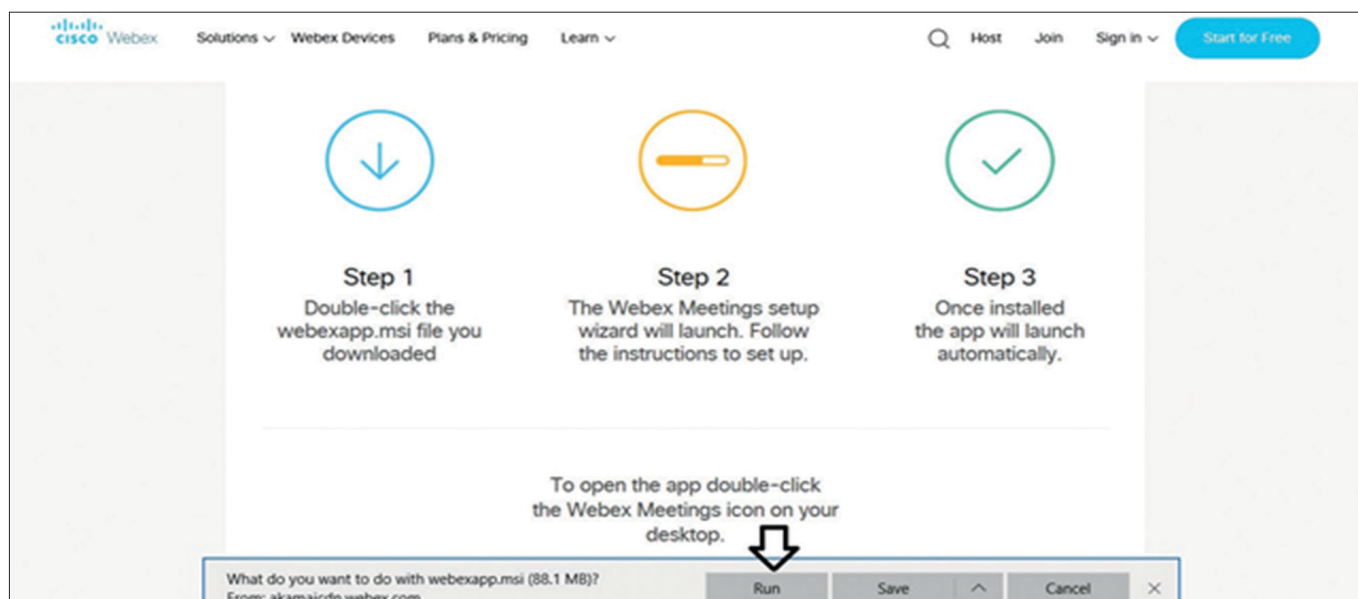 CISCO Webex Solutions Webex Devices Plans & Pricing Learn Host Join Sign in Start for Free
Step 1
Double-click the
webexapp.msi file you
downloaded
Step 2
The Webex Meetings setup
wizard will launch. Follow
the instructions to set up.
Step 3
Once installed
the app will launch
automatically.
To open the app double-click
the Webex Meetings icon on your
desktop.
What do you want to do with webexapp.msi (88.1 MB)?
From: akamaicdn.webex.com
Run Save Cancel